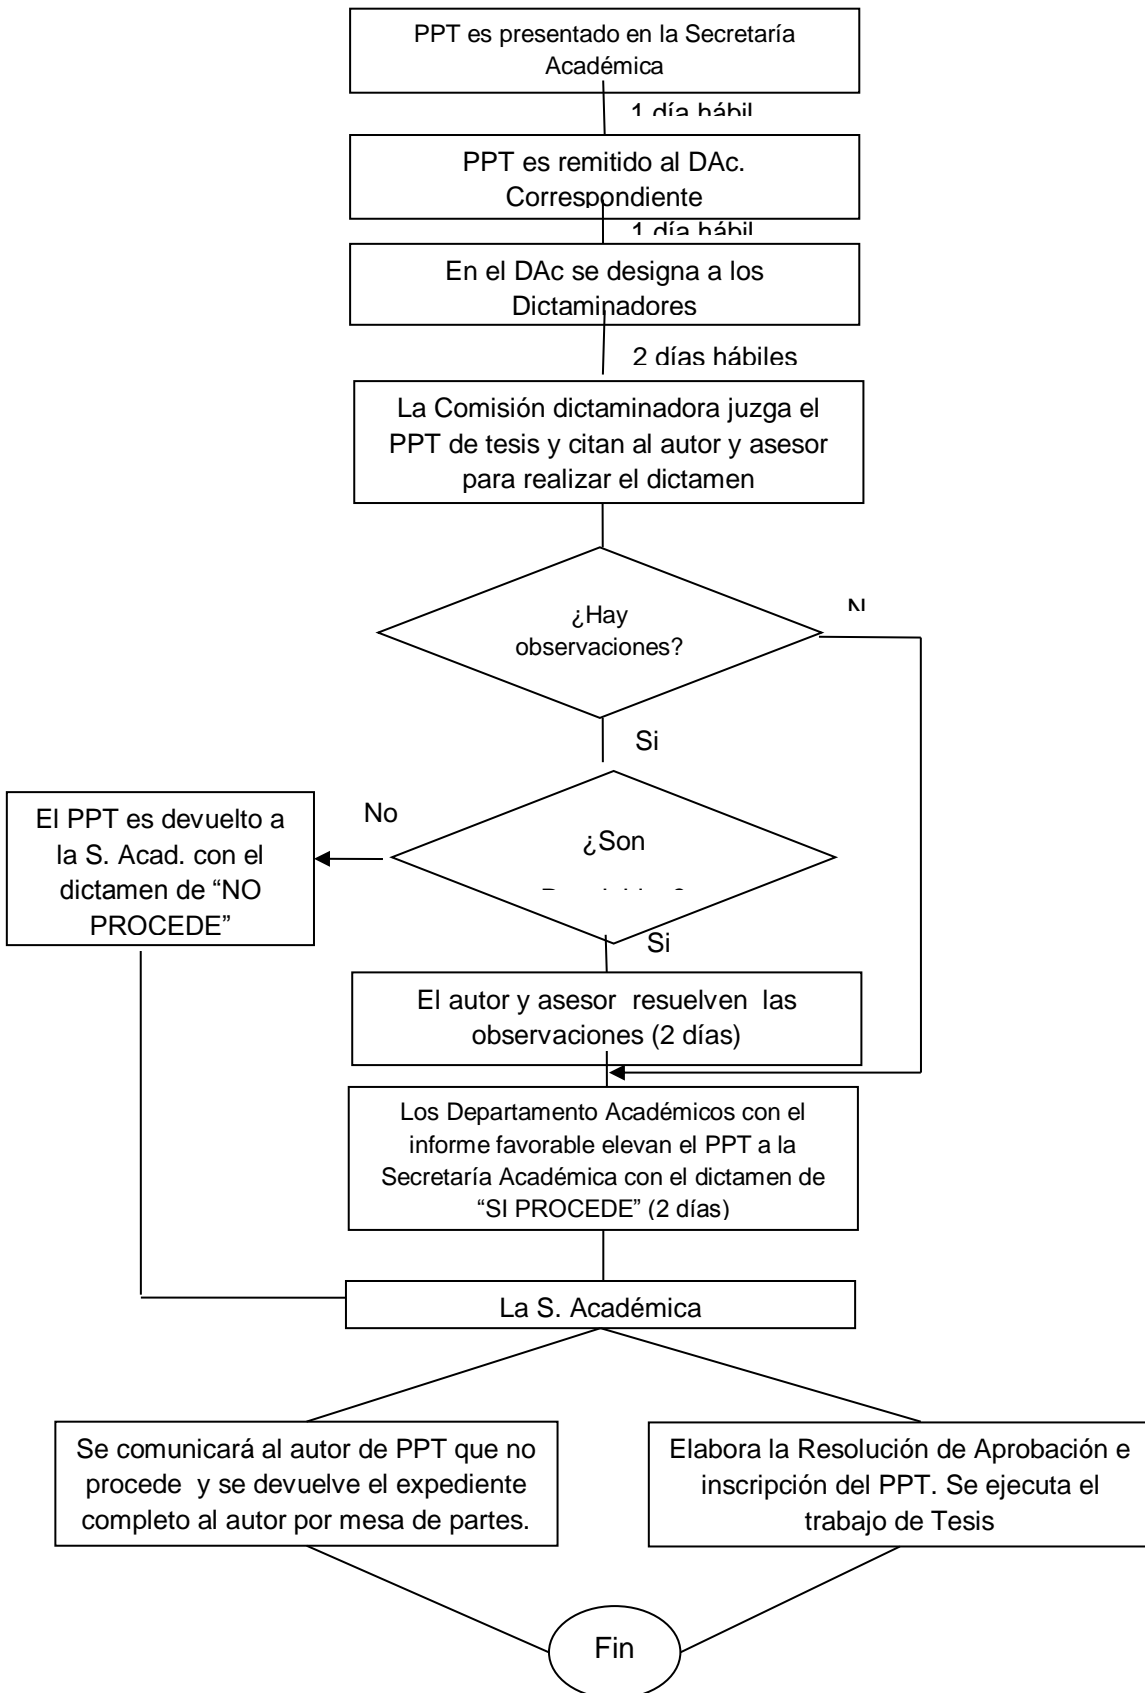 PPT es presentado en la Secretaría
Académica
1 día hábil
PPT es remitido al DAc.
Correspondiente
1 día hábil
En el DAc se designa a los
Dictaminadores
2 días hábiles
La Comisión dictaminadora juzga el
PPT de tesis y citan al autor y asesor
para realizar el dictamen
¿Hay
observaciones?
N
Si
No
El PPT es devuelto a
la S. Acad. con el
dictamen de “NO
PROCEDE”
¿Son
Si
El autor y asesor resuelven las
observaciones (2 días)
Los Departamento Académicos con el
informe favorable elevan el PPT a la
Secretaría Académica con el dictamen de
“SI PROCEDE” (2 días)
La S. Académica
Se comunicará al autor de PPT que no
procede y se devuelve el expediente
completo al autor por mesa de partes.
Elabora la Resolución de Aprobación e
inscripción del PPT. Se ejecuta el
trabajo de Tesis
Fin